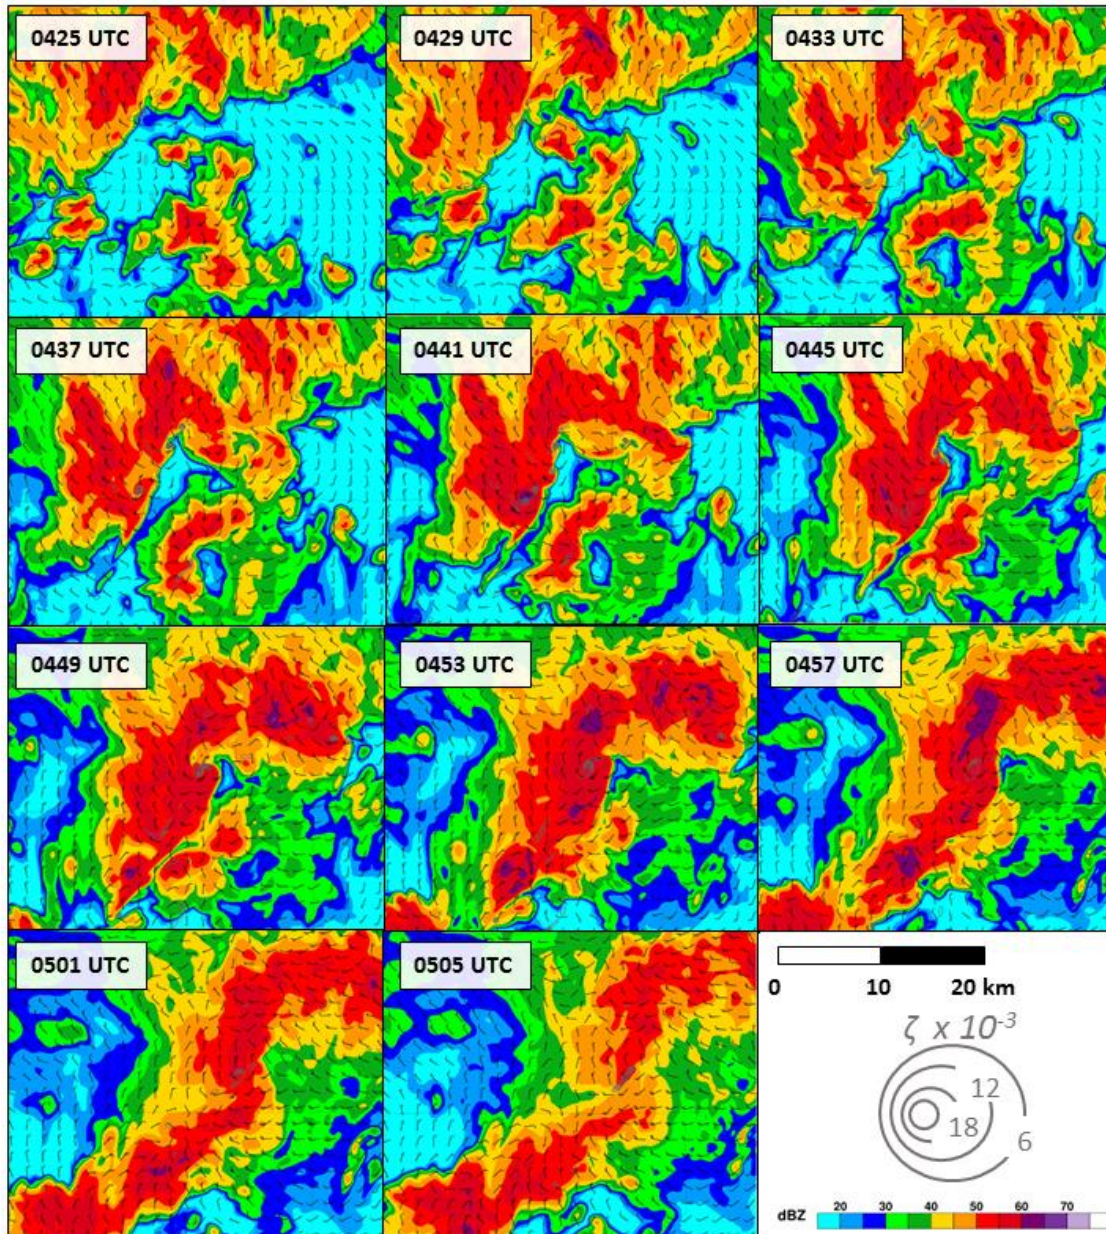 0425 UTC
0429 UTC
0433 UTC
0437 UTC
0441 UTC
0445 UTC
0449 UTC
0453 UTC
0457 UTC
0501 UTC
0505 UTC
0 10 20 km
ζ x 10⁻³
12
18
6
dBZ 20 30 40 50 60 70